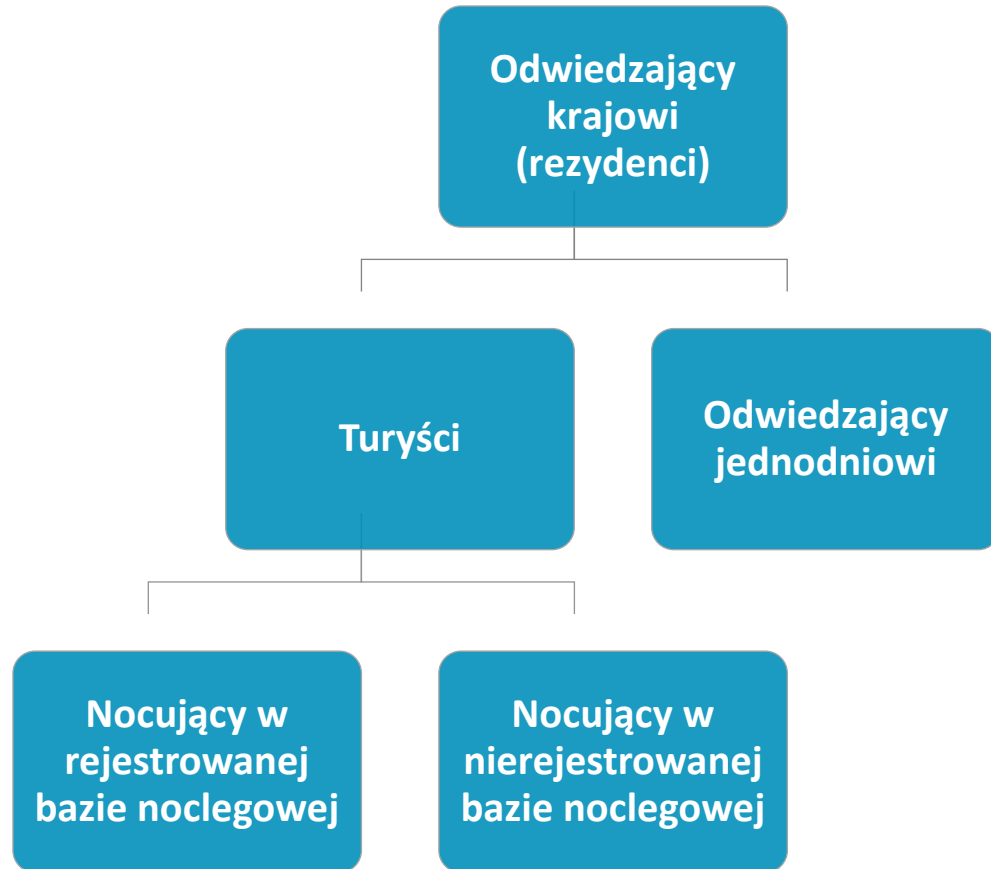 Odwiedzający
krajowi
(rezydenci)
Turyści
Odwiedzający
jednodniowi
Nocujący w
rejestrowanej
bazie noclegowej
Nocujący w
nierejestrowanej
bazie noclegowej